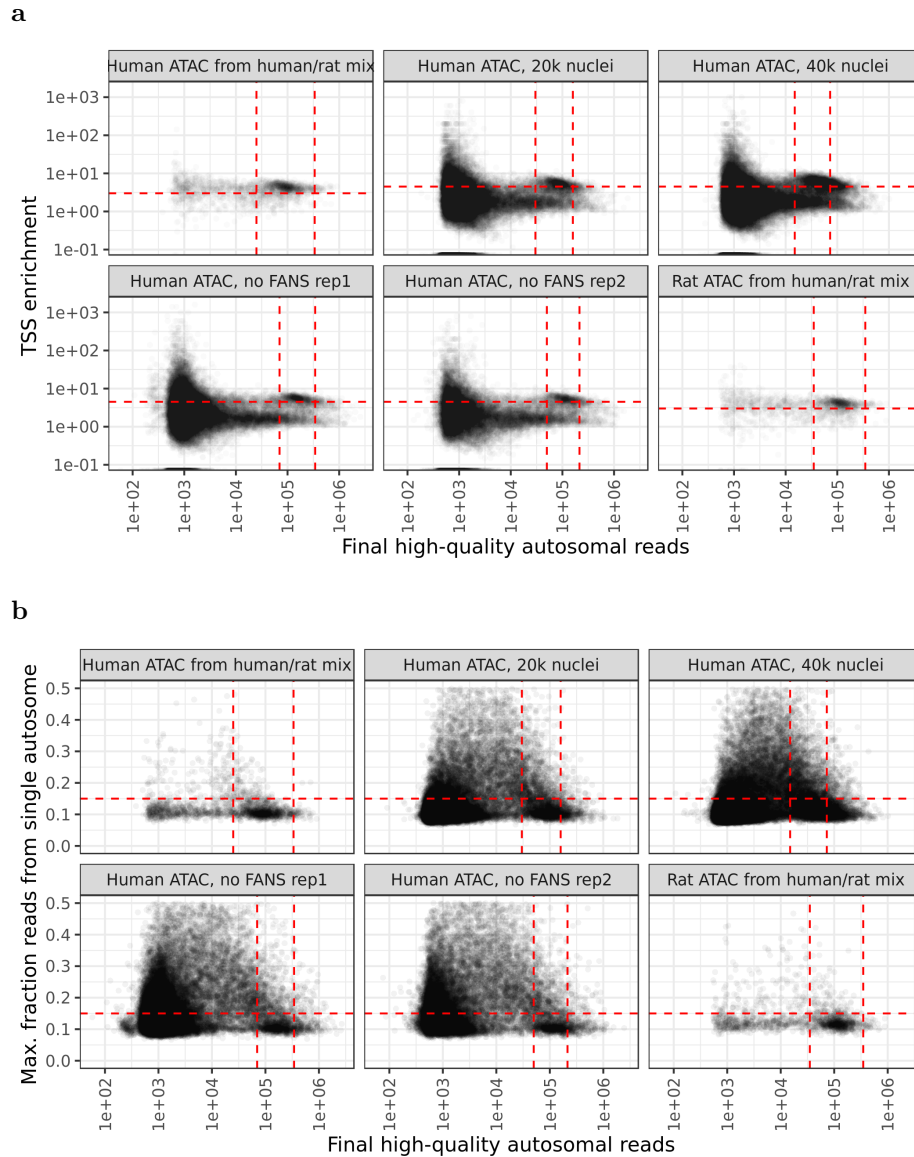 a
Human ATAC from human/rat mix
Human ATAC, 20k nuclei
Human ATAC, 40k nuclei
TSS enrichment
1e+03
1e+02
1e+01
1e+00
1e-01
Human ATAC, no FANS rep1
Human ATAC, no FANS rep2
Rat ATAC from human/rat mix
1e+03
1e+02
1e+01
1e+00
1e-01
1e+02 1e+03 1e+04 1e+05 1e+06
1e+02 1e+03 1e+04 1e+05 1e+06
1e+02 1e+03 1e+04 1e+05 1e+06
Final high-quality autosomal reads
b
Human ATAC from human/rat mix
Human ATAC, 20k nuclei
Human ATAC, 40k nuclei
Max. fraction reads from single autosome
0.5
0.4
0.3
0.2
0.1
0.0
Human ATAC, no FANS rep1
Human ATAC, no FANS rep2
Rat ATAC from human/rat mix
0.5
0.4
0.3
0.2
0.1
0.0
1e+02 1e+03 1e+04 1e+05 1e+06
1e+02 1e+03 1e+04 1e+05 1e+06
1e+02 1e+03 1e+04 1e+05 1e+06
Final high-quality autosomal reads